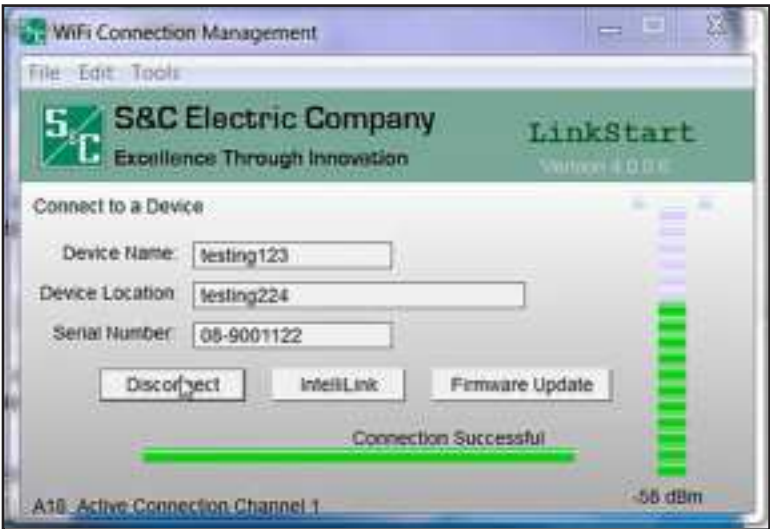 WiFi Connection Management
File Edit Tools
S&C
S&C Electric Company
Excellence Through Innovation
LinkStart
Connect to a Device
Device Name: testing123
Device Location testing224
Serial Number: 08-9001122
Disconnect IntelliLink Firmware Update
Connection Successful
A18 Active Connection Channel 1
dBm